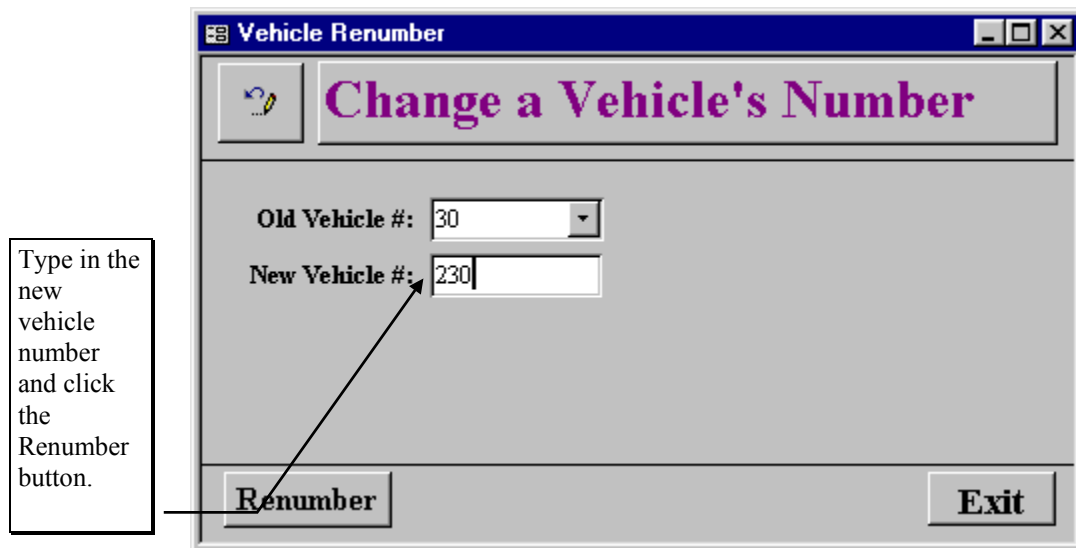 Vehicle Renumber
Change a Vehicle's Number
Old Vehicle #: 30
New Vehicle #: 230
Type in the
new
vehicle
number
and click
the
Renumber
button.
Renumber
Exit